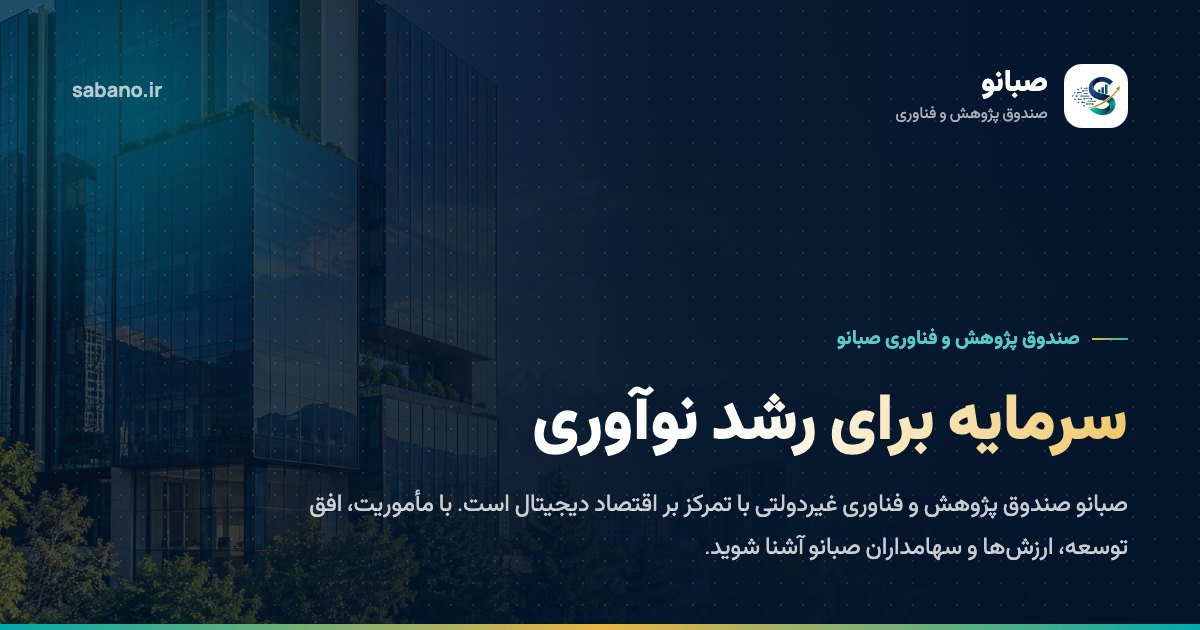 صبانو
صندوق پژوهش و فناوری
sabano.ir
صندوق پژوهش و فناوری صبانو
سرمایه برای رشد نوآوری
صبانو صندوق پژوهش و فناوری غیردولتی با تمرکز بر اقتصاد دیجیتال است. با مأموریت، افق
توسعه، ارزش‌ها و سهامداران صبانو آشنا شوید.